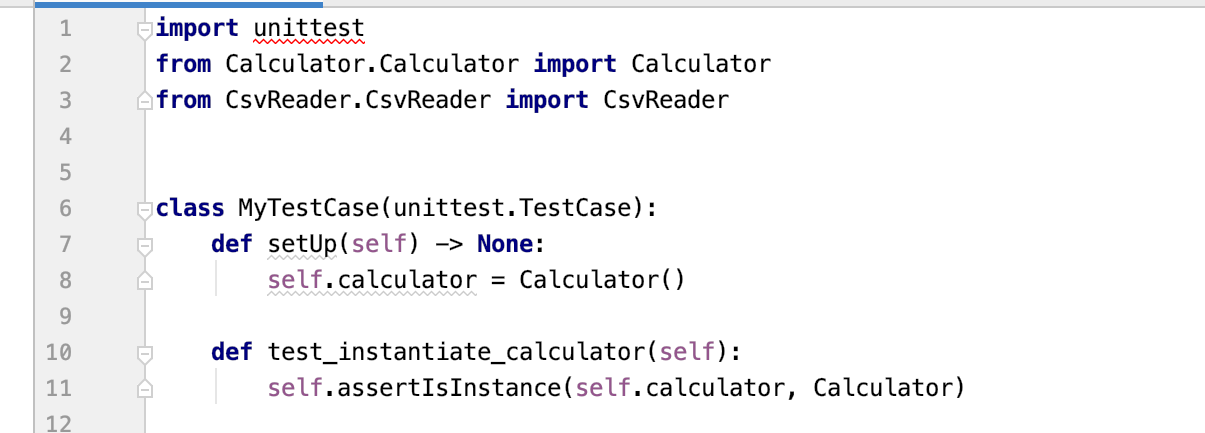 1 import unittest
2 from Calculator.Calculator import Calculator
3 from CsvReader.CsvReader import CsvReader
4
5
6 class MyTestCase(unittest.TestCase):
7     def setUp(self) -> None:
8         self.calculator = Calculator()
9
10     def test_instantiate_calculator(self):
11         self.assertIsInstance(self.calculator, Calculator)
12